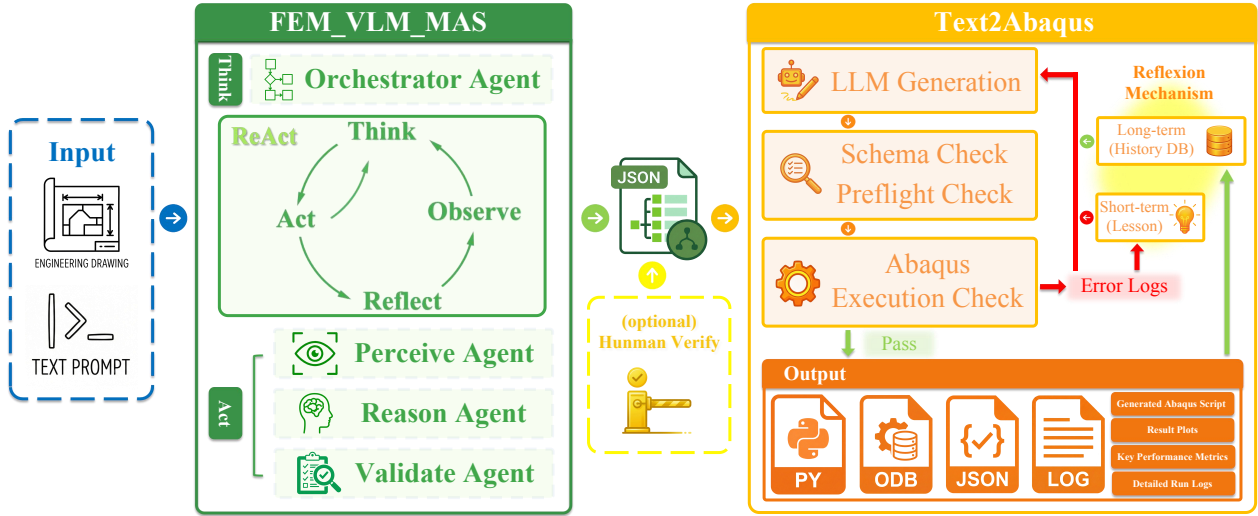 Input
ENGINEERING DRAWING
TEXT PROMPT
FEM_VLM_MAS
Think
Orchestrator Agent
ReAct
Think
Act
Observe
Reflect
Act
Perceive Agent
Reason Agent
Validate Agent
JSON
(optional)
Hunman Verify
Text2Abaqus
LLM Generation
Schema Check
Preflight Check
Abaqus
Execution Check
Pass
Error Logs
Reflexion
Mechanism
Long-term
(History DB)
Short-term
(Lesson)
Output
PY
ODB
JSON
LOG
Generated Abaqus Script
Result Plots
Key Performance Metrics
Detailed Run Logs